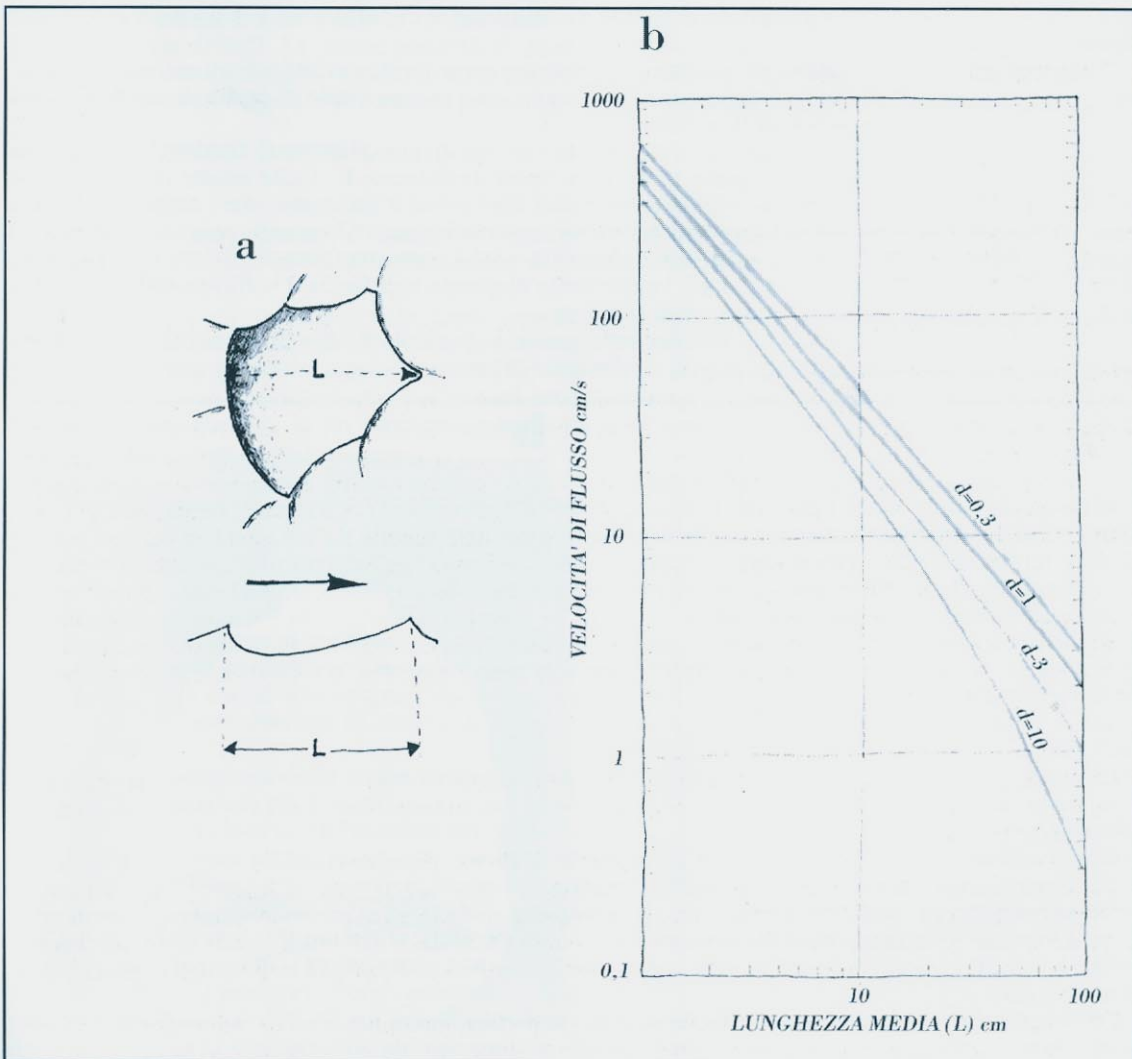 a
L
L
b
1000
100
10
1
0,1
VELOCITA' DI FLUSSO cm/s
d=0.3
d=1
d-3
d=10
10
100
LUNGHEZZA MEDIA (L) cm